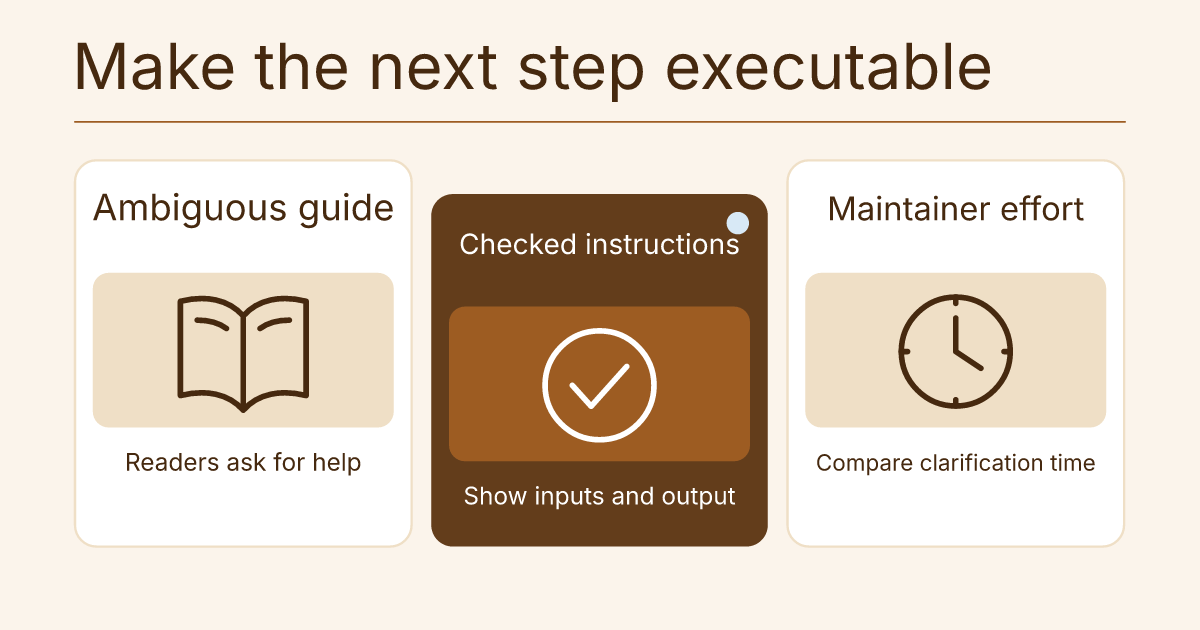 Make the next step executable
Ambiguous guide
Readers ask for help
Checked instructions
Show inputs and output
Maintainer effort
Compare clarification time